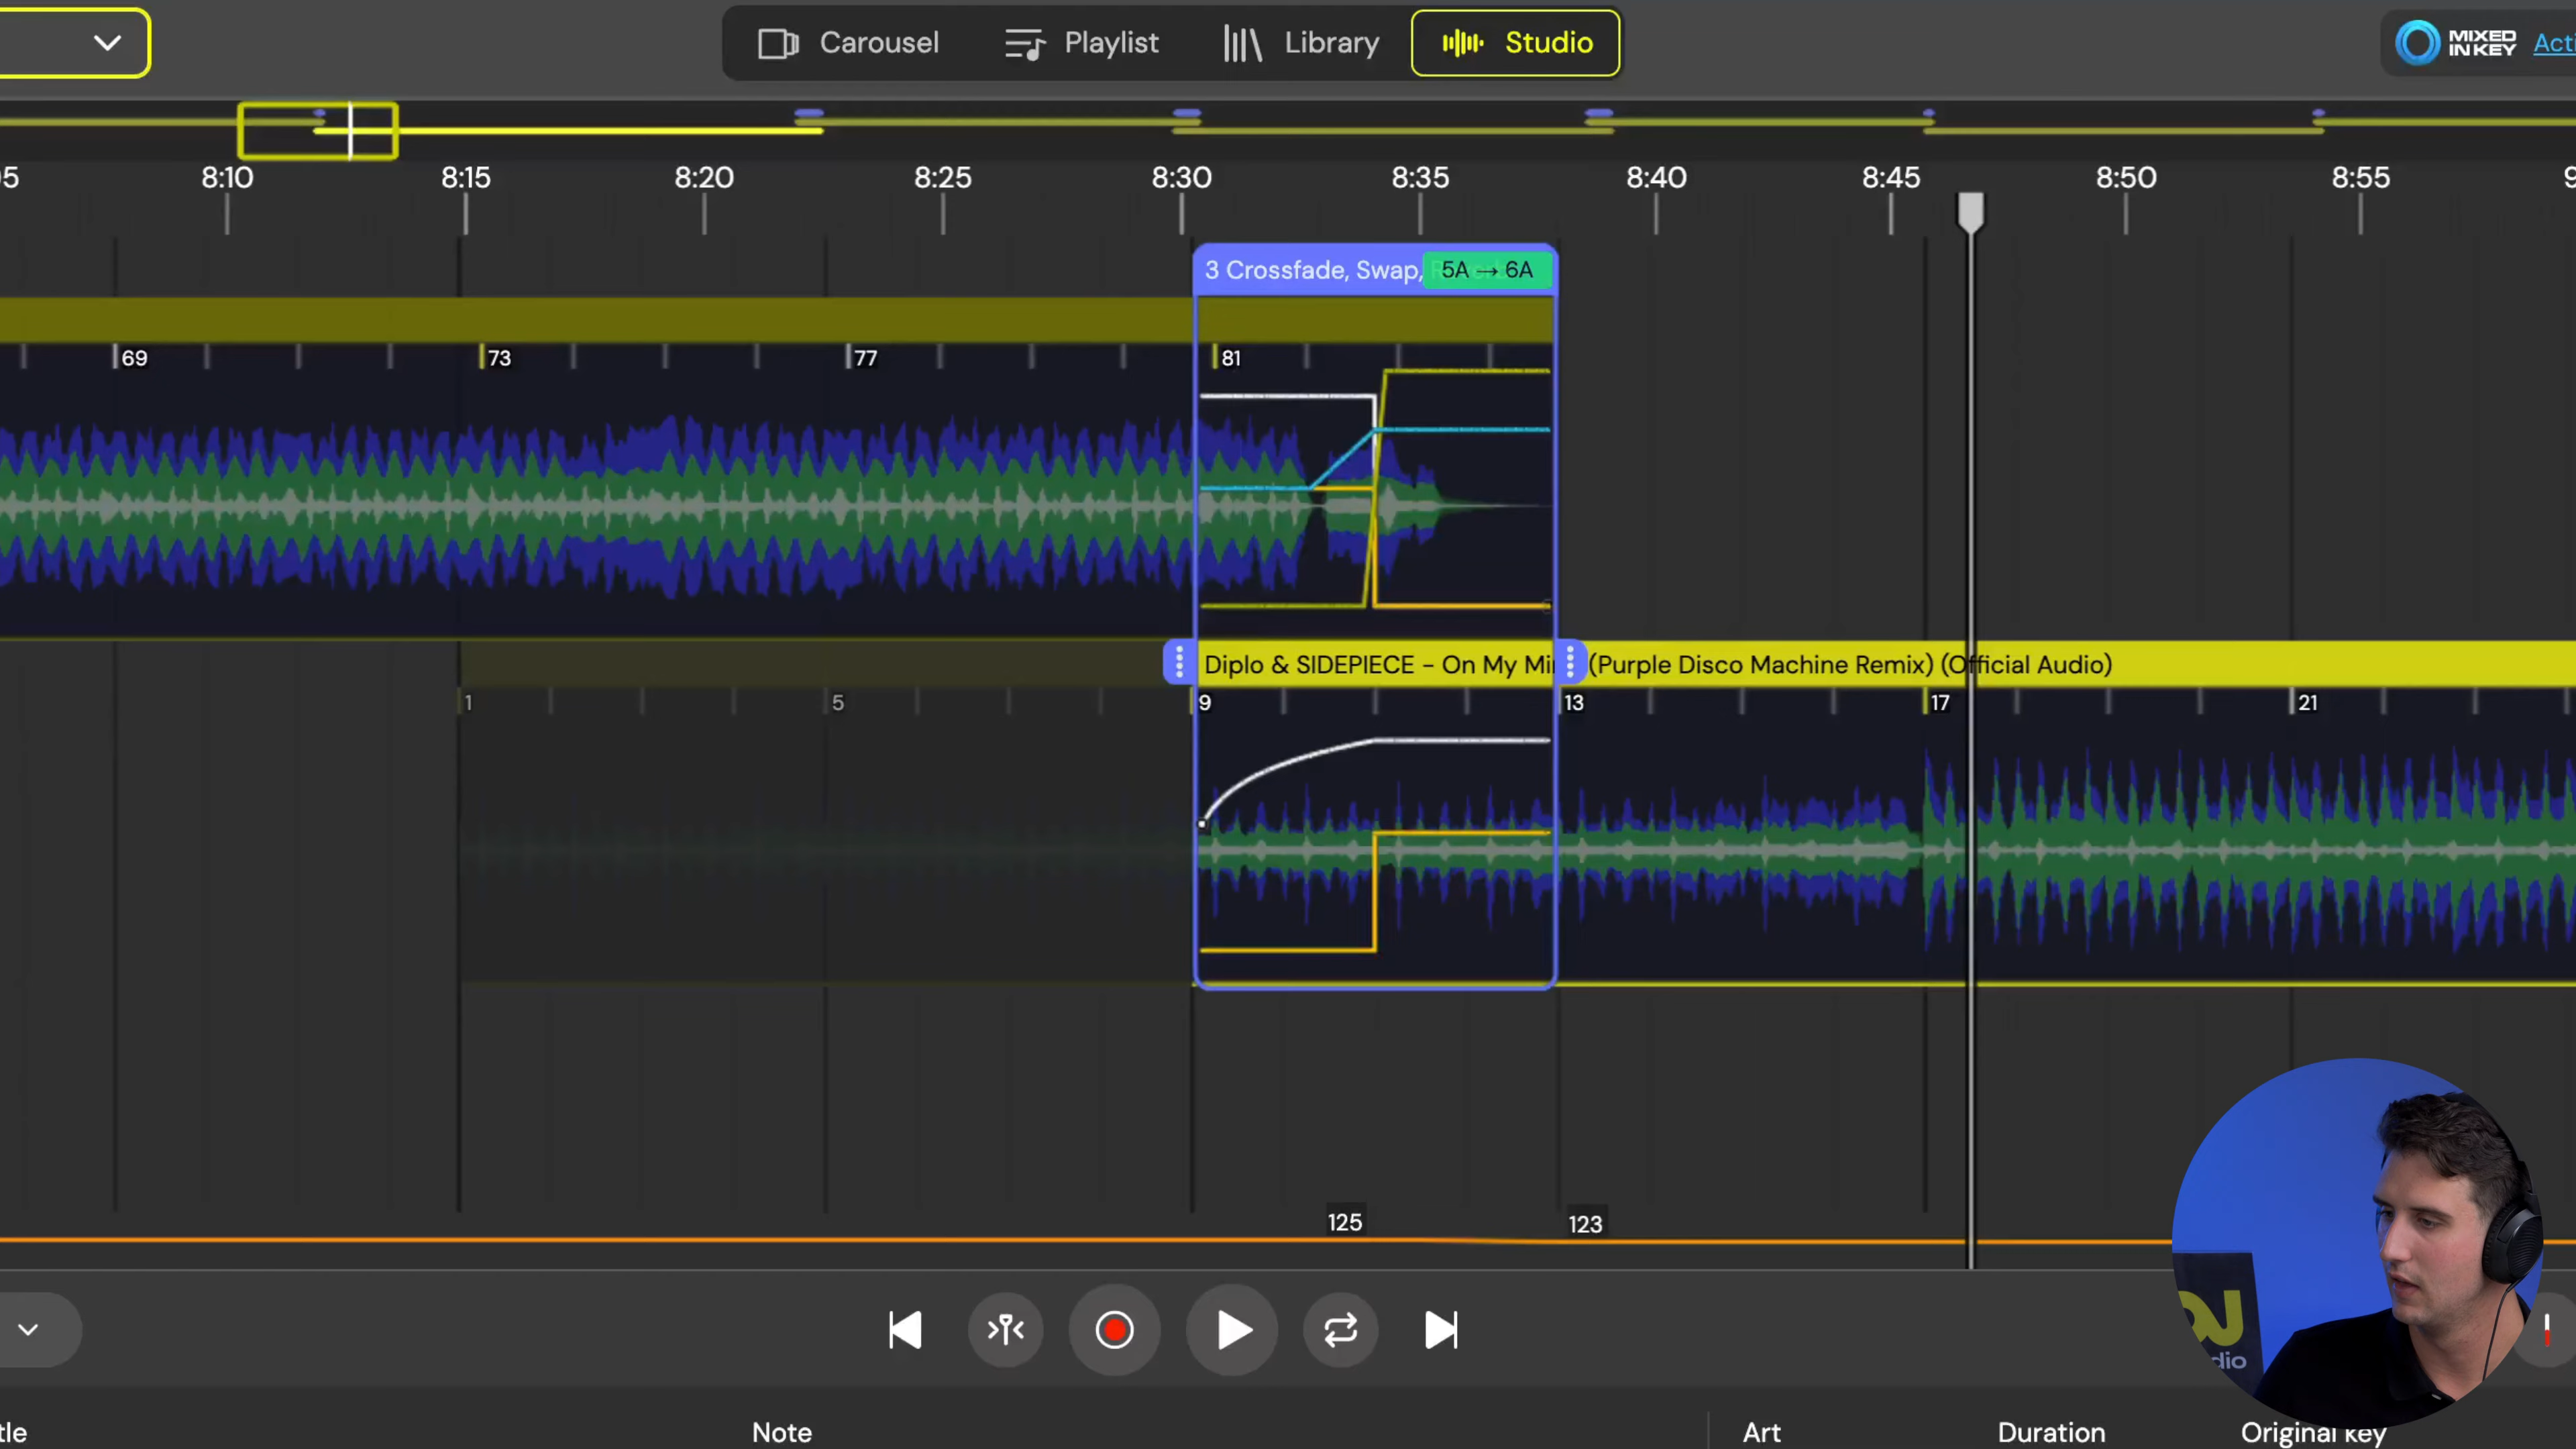 Carousel
Playlist
Library
Studio
MIXED
IN KEY
8:10
8:15
8:20
8:25
8:30
8:35
8:40
8:45
8:50
8:55
3 Crossfade, Swap,
5A → 6A
69
73
77
81
Diplo & SIDEPIECE - On My Mi (Purple Disco Machine Remix) (Official Audio)
1
5
9
13
17
21
125
123
Note
Art
Duration
Original key